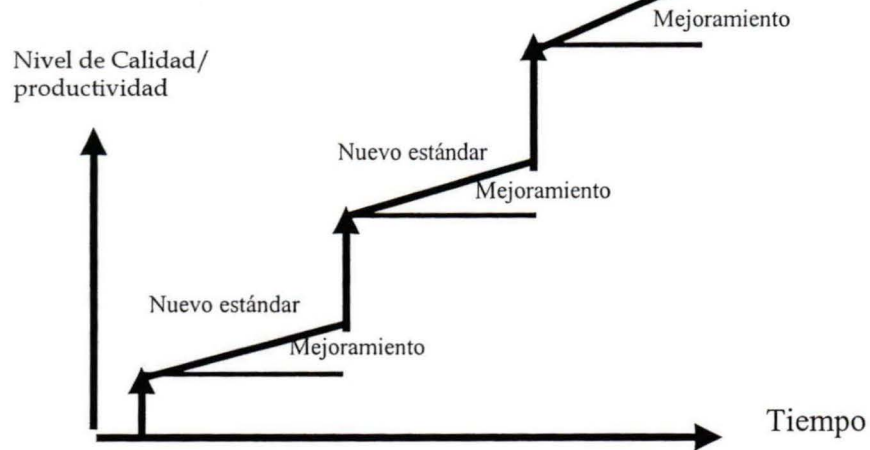 Mejoramiento
Nivel de Calidad/
productividad
Nuevo estándar
Mejoramiento
Nuevo estándar
Mejoramiento
Tiempo